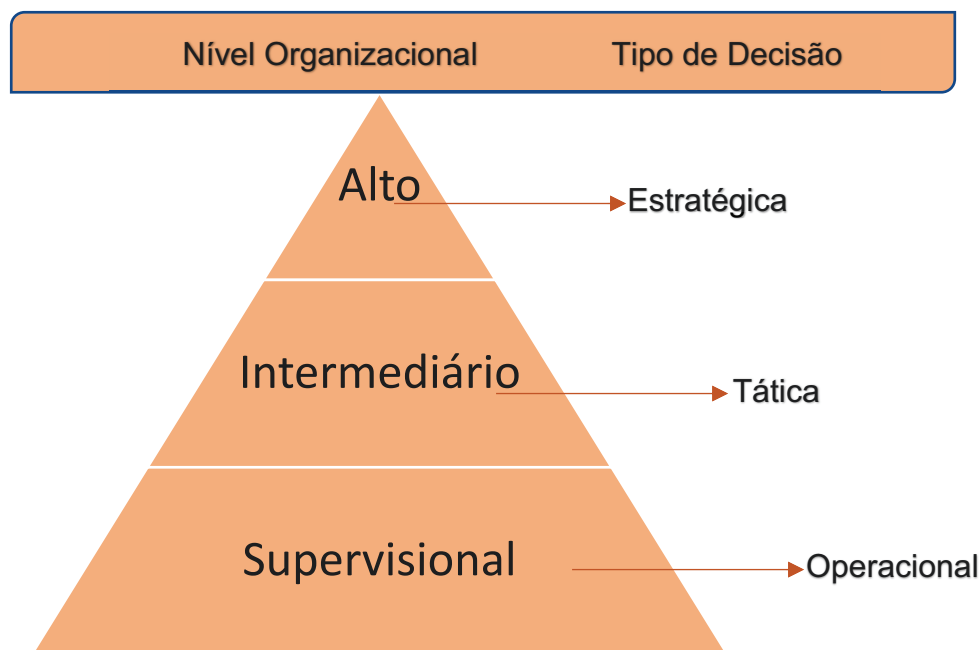 Nível Organizacional Tipo de Decisão
Alto
Estratégica
Intermediário
Tática
Supervisional
Operacional